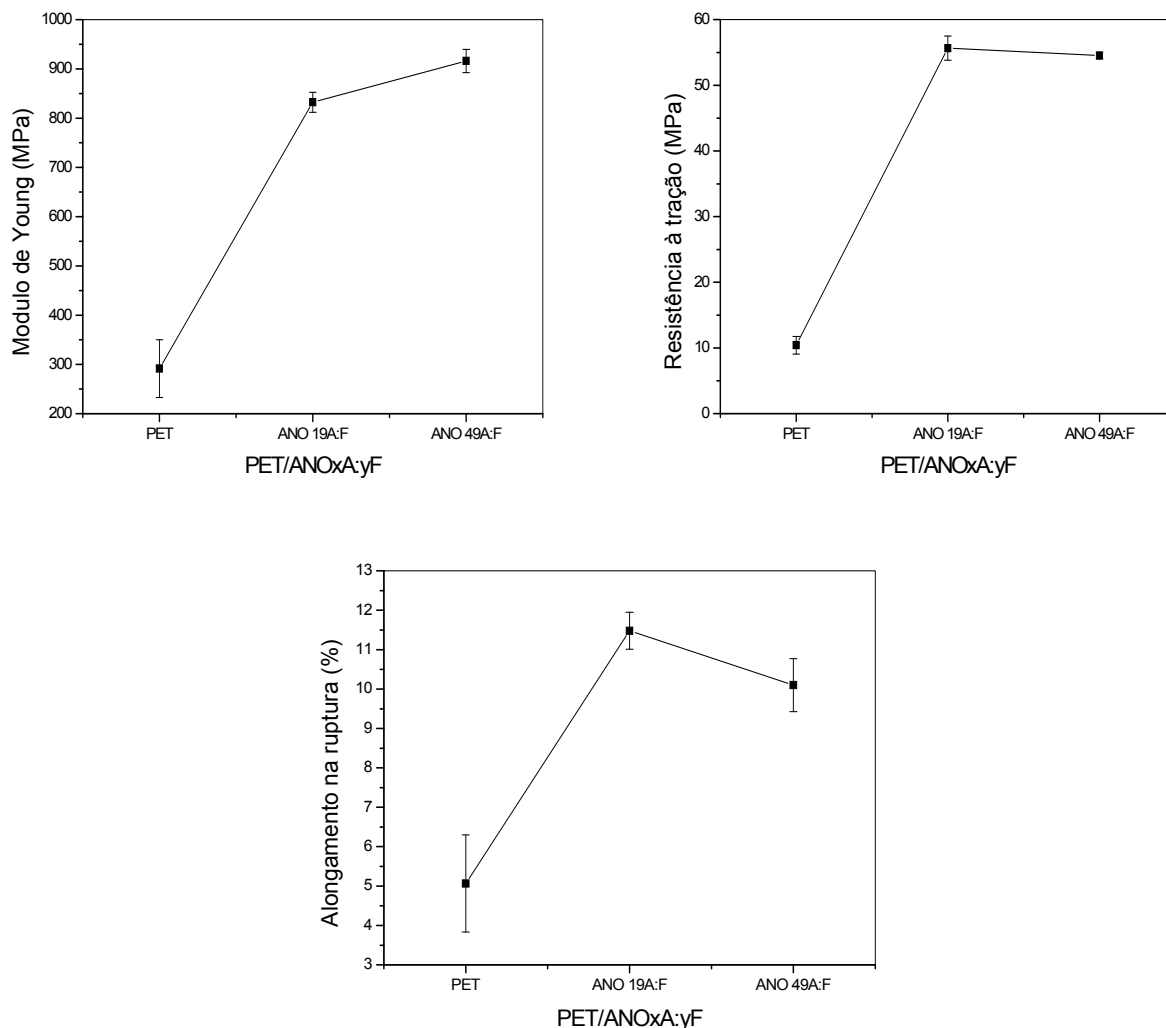 Modulo de Young (MPa)
1000
900
800
700
600
500
400
300
200
PET
ANO 19A:F
ANO 49A:F
PET/ANOxA:yF
Resistência à tração (MPa)
60
50
40
30
20
10
0
PET
ANO 19A:F
ANO 49A:F
PET/ANOxA:yF
Alongamento na ruptura (%)
13
12
11
10
9
8
7
6
5
4
3
PET
ANO 19A:F
ANO 49A:F
PET/ANOxA:yF